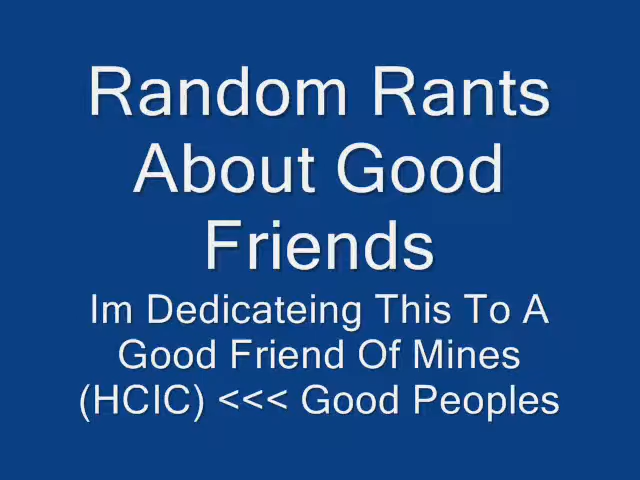 Random Rants
About Good
Friends
Im Dedicateing This To A
Good Friend Of Mines
(HCIC) <<< Good Peoples